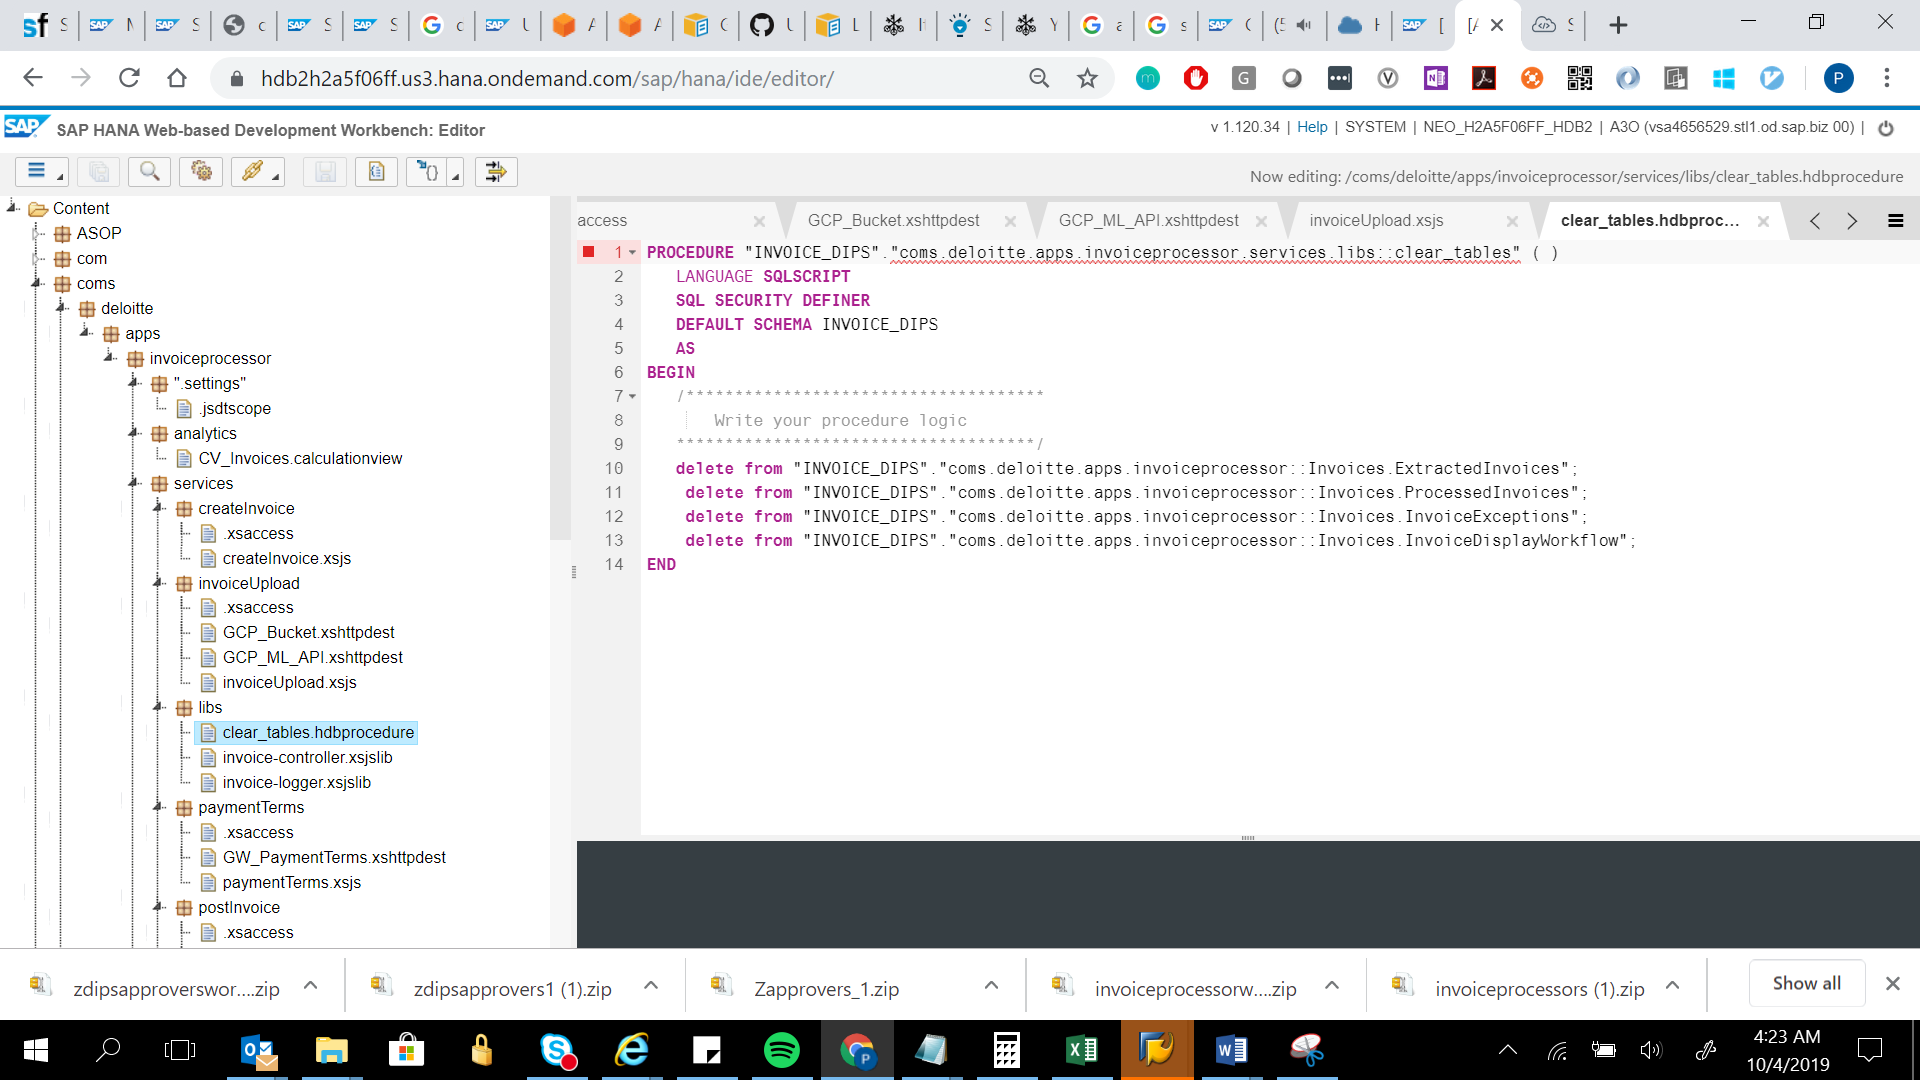 hdb2h2a5f06ff.us3.hana.ondemand.com/sap/hana/ide/editor/
SAP SAP HANA Web-based Development Workbench: Editor
v 1.120.34 | Help | SYSTEM | NEO_H2A5F06FF_HDB2 | A3O (vsa4656529.stl1.od.sap.biz 00) |
Now editing: /coms/deloitte/apps/invoiceprocessor/services/libs/clear_tables.hdbprocedure
Content
ASOP
com
coms
deloitte
apps
invoiceprocessor
".settings"
.jsdtscope
analytics
CV_Invoices.calculationview
services
createInvoice
.xsaccess
createInvoice.xsjs
invoiceUpload
.xsaccess
GCP_Bucket.xshttpdest
GCP_ML_API.xshttpdest
invoiceUpload.xsjs
libs
clear_tables.hdbprocedure
invoice-controller.xsjslib
invoice-logger.xsjslib
paymentTerms
.xsaccess
GW_PaymentTerms.xshttpdest
paymentTerms.xsjs
postInvoice
.xsaccess
access GCP_Bucket.xshttpdest GCP_ML_API.xshttpdest invoiceUpload.xsjs clear_tables.hdbproc...
1 PROCEDURE "INVOICE_DIPS"."coms.deloitte.apps.invoiceprocessor.services.libs::clear_tables" ( )
2 LANGUAGE SQLSCRIPT
3 SQL SECURITY DEFINER
4 DEFAULT SCHEMA INVOICE_DIPS
5 AS
6 BEGIN
7 /*************************************
8 Write your procedure logic
9 *************************************/
10 delete from "INVOICE_DIPS"."coms.deloitte.apps.invoiceprocessor::Invoices.ExtractedInvoices";
11 delete from "INVOICE_DIPS"."coms.deloitte.apps.invoiceprocessor::Invoices.ProcessedInvoices";
12 delete from "INVOICE_DIPS"."coms.deloitte.apps.invoiceprocessor::Invoices.InvoiceExceptions";
13 delete from "INVOICE_DIPS"."coms.deloitte.apps.invoiceprocessor::Invoices.InvoiceDisplayWorkflow";
14 END
zdipsapproverswor....zip zdipsapprovers1 (1).zip Zapprovers_1.zip invoiceprocessorw....zip invoiceprocessors (1).zip Show all
4:23 AM
10/4/2019